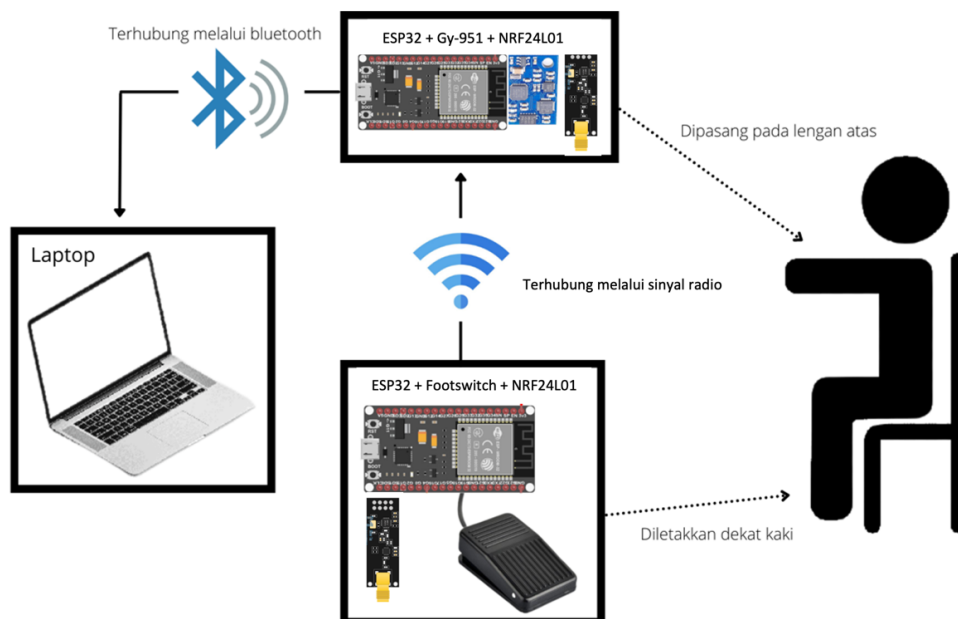 Terhubung melalui bluetooth
ESP32 + Gy-951 + NRF24L01
Dipasang pada lengan atas
Laptop
Terhubung melalui sinyal radio
ESP32 + Footswitch + NRF24L01
Diletakkan dekat kaki